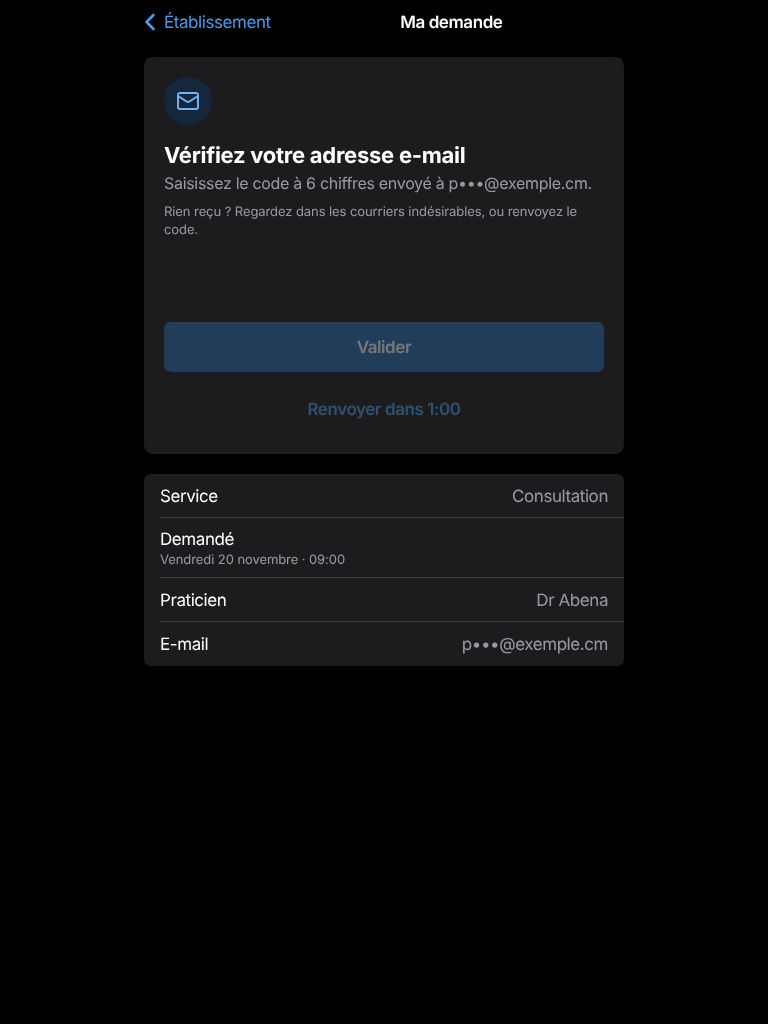 Établissement
Ma demande
Vérifiez votre adresse e-mail
Saisissez le code à 6 chiffres envoyé à p•••@exemple.cm.
Rien reçu ? Regardez dans les courriers indésirables, ou renvoyez le
code.
Valider
Renvoyer dans 1:00
Service
Consultation
Demandé
Vendredi 20 novembre · 09:00
Praticien
Dr Abena
E-mail
p•••@exemple.cm